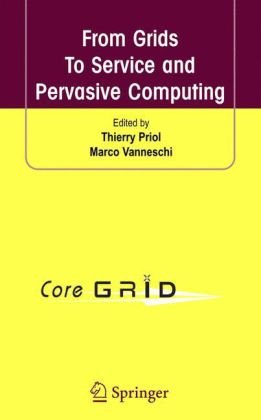 From Grids
To Service and
Pervasive Computing
Edited by
Thierry Priol
Marco Vanneschi
Core GRID
Springer